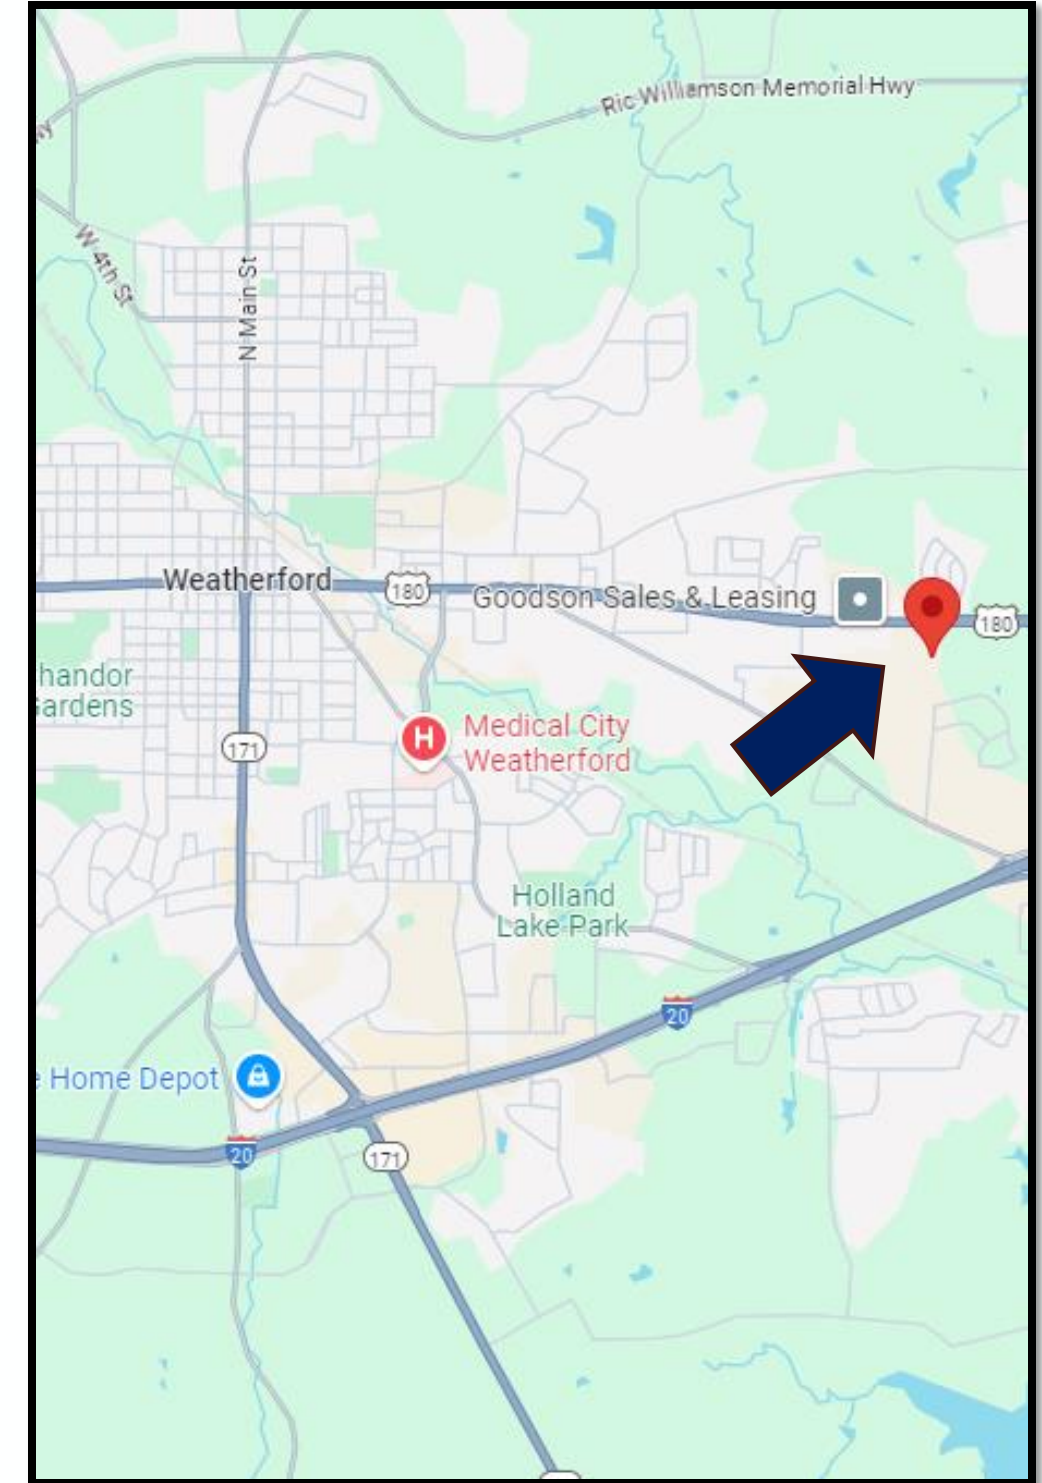 Ric Williamson Memorial Hwy
W 4th St
N Main St
Weatherford
180
Goodson Sales & Leasing
180
handor
Gardens
171
H
Medical City
Weatherford
Holland
Lake Park
20
e Home Depot
20
171